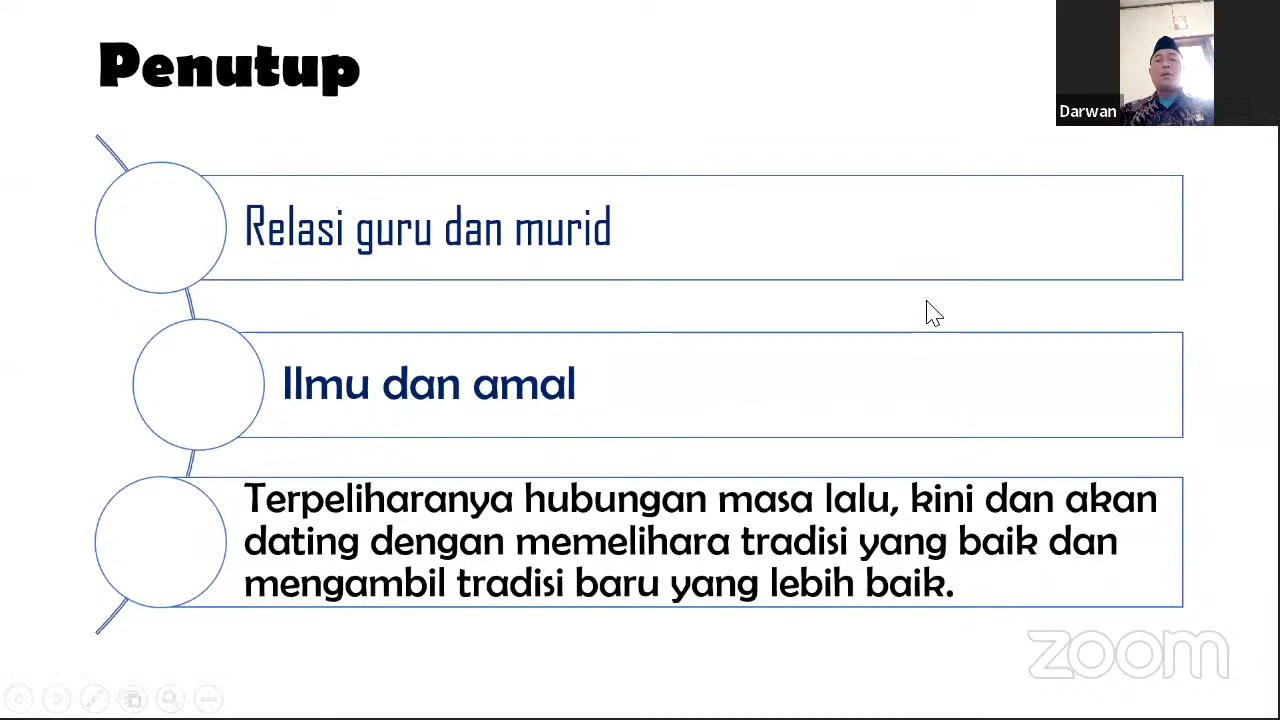 Penutup
Darwan
Relasi guru dan murid
Ilmu dan amal
Terpeliharanya hubungan masa lalu, kini dan akan
dating dengan memelihara tradisi yang baik dan
mengambil tradisi baru yang lebih baik.
zoom